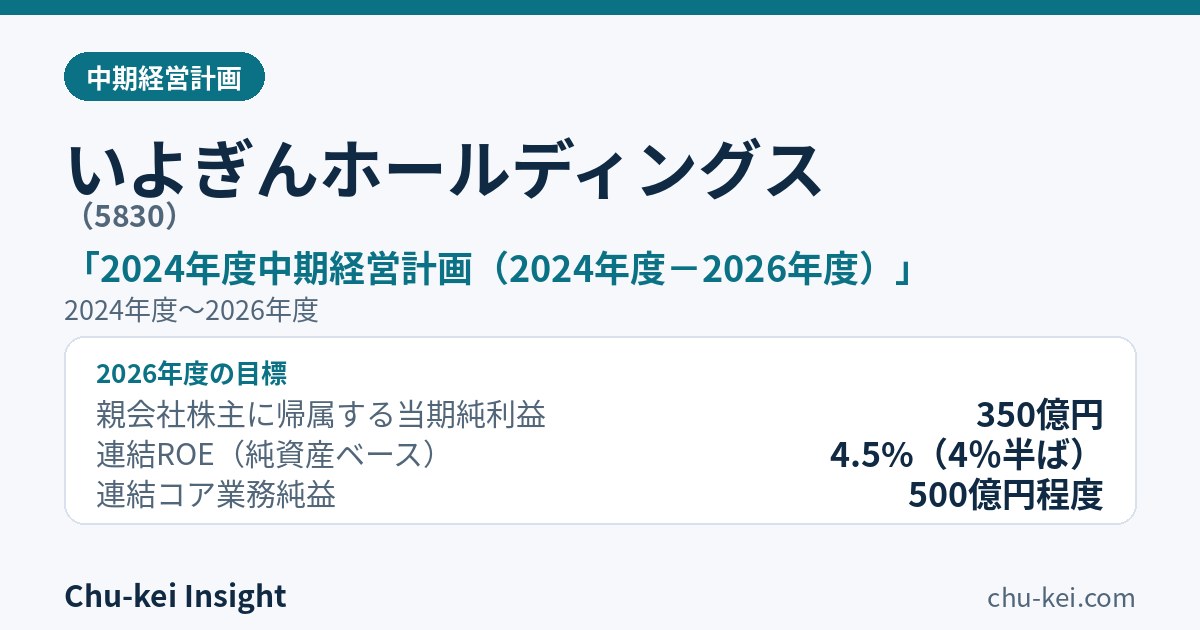 中期経営計画
いよぎんホールディングス
（5830）
「2024年度中期経営計画（2024年度－2026年度）」
2024年度～2026年度
2026年度の目標
親会社株主に帰属する当期純利益 350億円
連結ROE（純資産ベース） 4.5%（4%半ば）
連結コア業務純益 500億円程度
Chu-kei Insight chu-kei.com